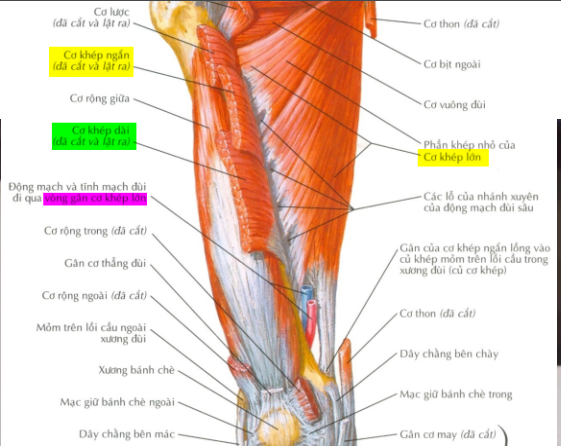 Cơ lược
(đã cắt và lật ra)
Cơ khép ngắn
(đã cắt và lật ra)
Cơ rộng giữa
Cơ khép dài
(đã cắt và lật ra)
Động mạch và tĩnh mạch đùi
đi qua vòng gân cơ khép lớn
Cơ rộng trong (đã cắt)
Gân cơ thẳng đùi
Cơ rộng ngoài (đã cắt)
Mỏm trên lồi cầu ngoài
xương đùi
Xương bánh chè
Mạc giữ bánh chè ngoài
Dây chằng bên mác
Cơ thon (đã cắt)
Cơ bịt ngoài
Cơ vuông đùi
Phần khép nhỏ của
Cơ khép lớn
Các lỗ của nhánh xuyên
của động mạch đùi sâu
Gân của cơ khép ngắn lồng vào
củ khép mỏm trên lồi cầu trong
xương đùi (củ cơ khép)
Cơ thon (đã cắt)
Dây chằng bên chày
Mạc giữ bánh chè trong
Gân cơ may (đã cắt)